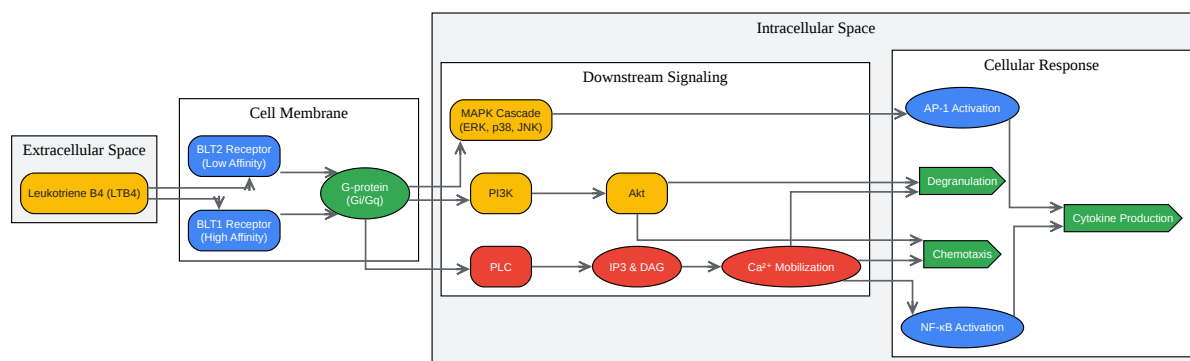 Intracellular Space
Downstream Signaling
Cellular Response
Cell Membrane
Extracellular Space
MAPK Cascade
(ERK, p38, JNK)
AP-1 Activation
BLT2 Receptor
(Low Affinity)
Leukotriene B4 (LTB4)
G-protein
(Gi/Gq)
PI3K
Akt
Degranulation
BLT1 Receptor
(High Affinity)
Cytokine Production
PLC
IP3 & DAG
Ca²⁺ Mobilization
Chemotaxis
NF-κB Activation